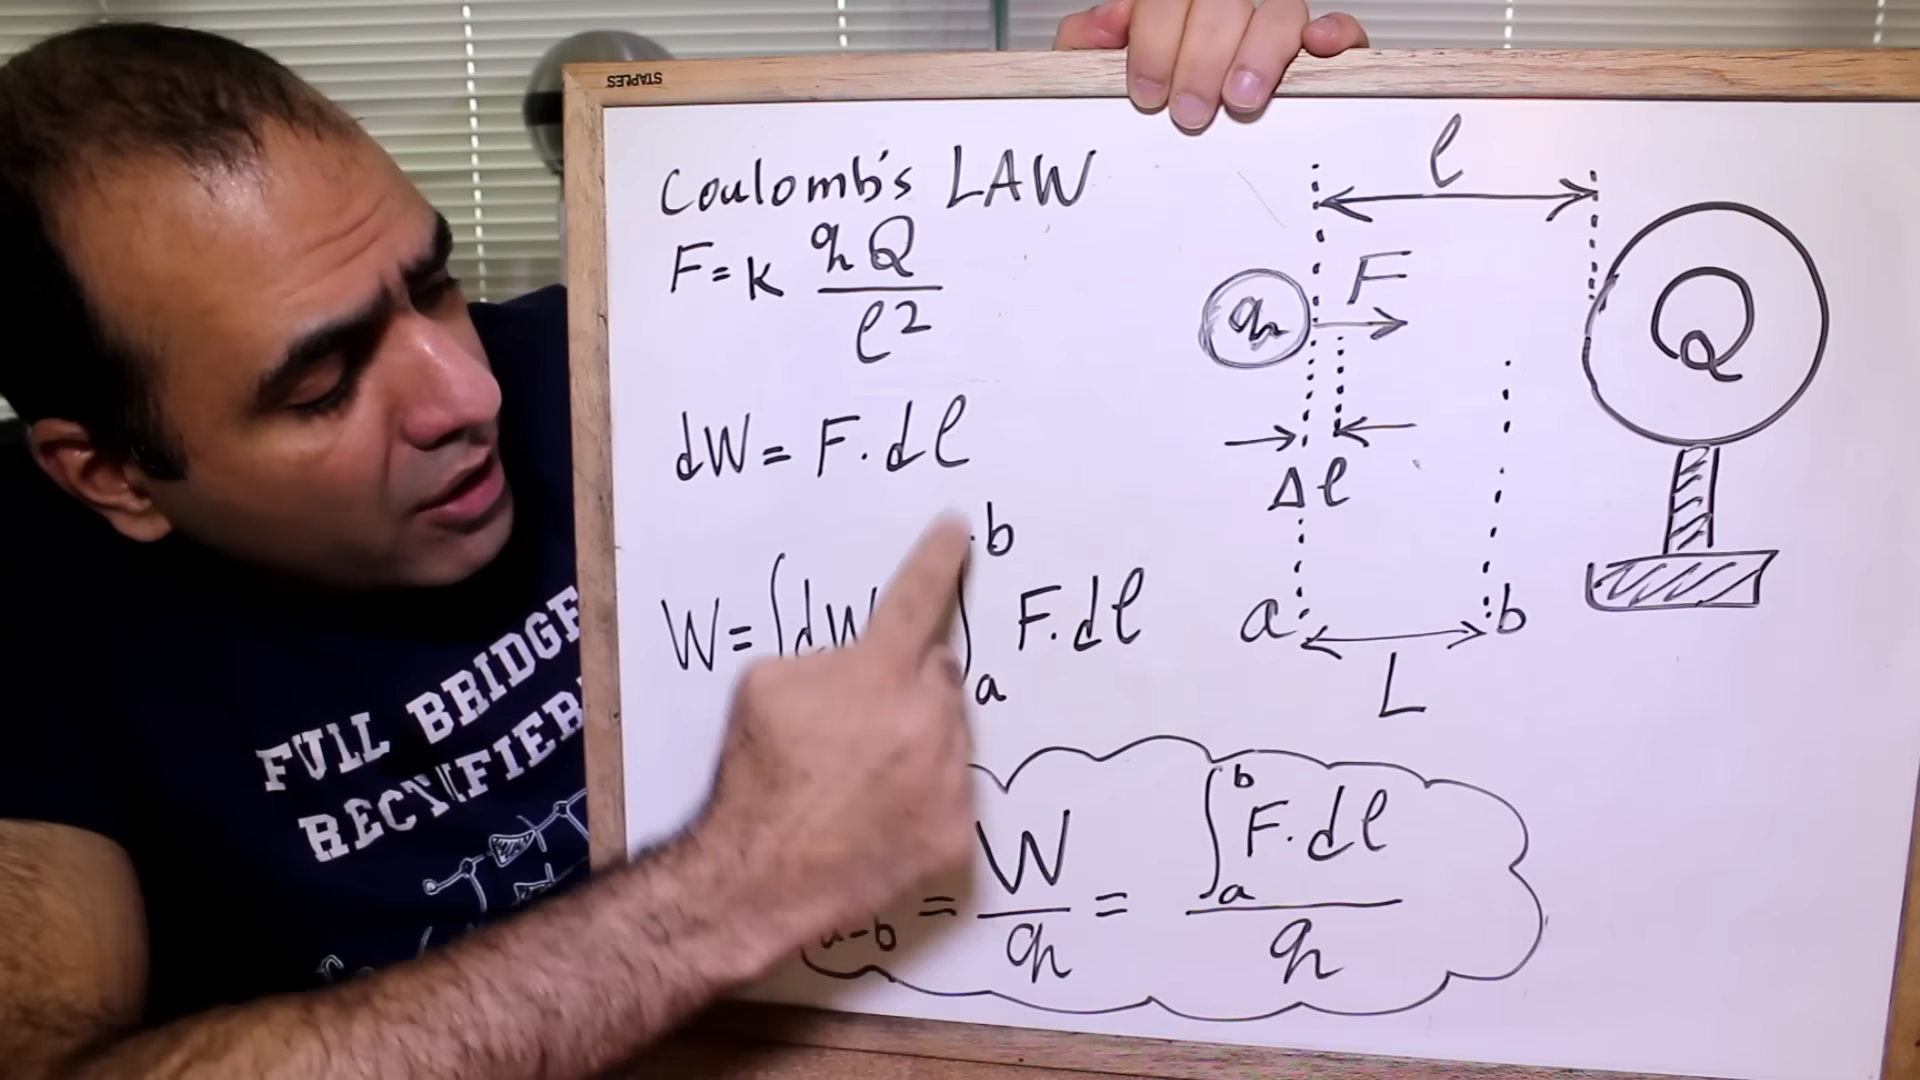 STAPLES
Coulomb's LAW
F = k qQ / l2
dW = F.dl
W = ∫dW ∫ a b F.dl
a-b = W / q = ∫ a b F.dl / q
l
q
F
Q
Δl
a b
L
FULL BRIDGE
RECTIFIER